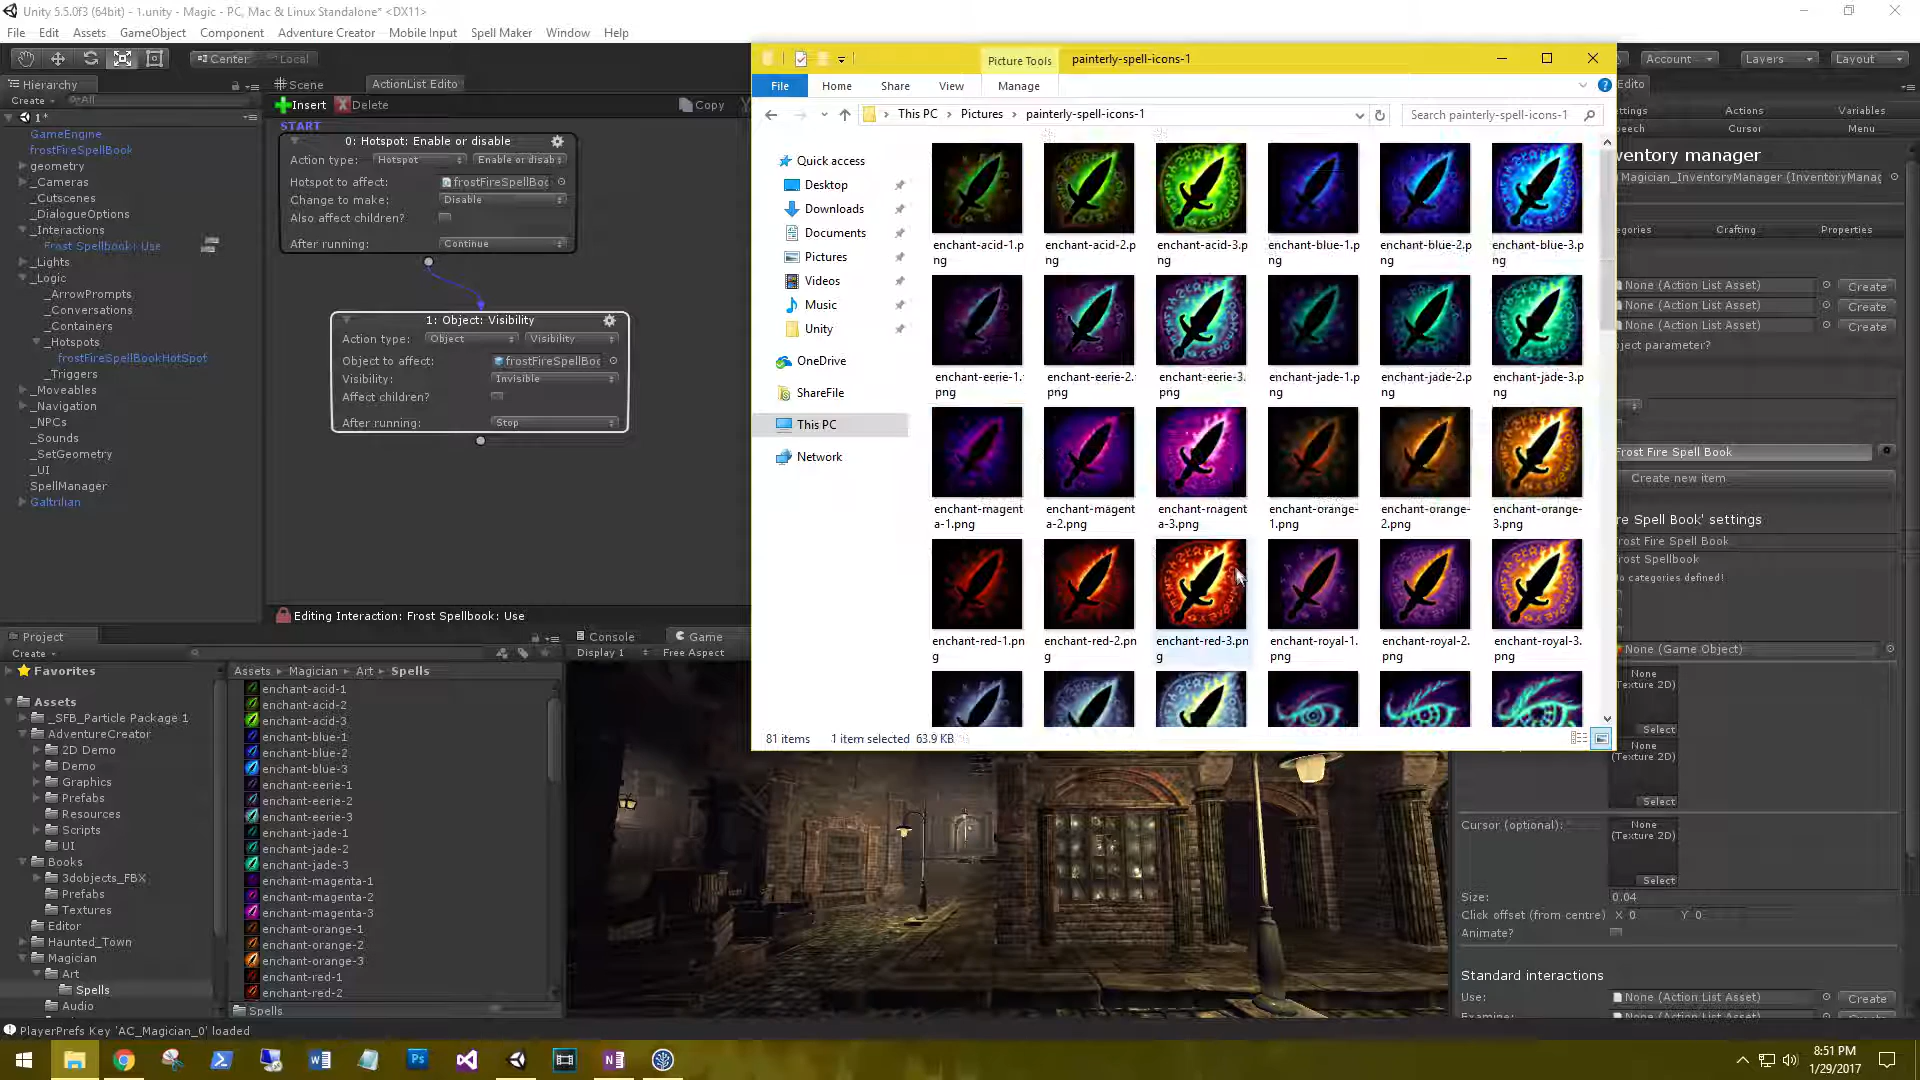 Unity 5.5.0f3 (64bit) - 1.unity - Magic - PC, Mac & Linux Standalone* <DX11>
File Edit Assets GameObject Component Adventure Creator Mobile Input Spell Maker Window Help
Center Local
Account Layers Layout
Hierarchy
Create All
1*
GameEngine
frostFireSpellBook
geometry
_Cameras
_Cutscenes
_DialogueOptions
_Interactions
Frost Spellbook: Use
_Lights
_Logic
_ArrowPrompts
_Conversations
_Containers
_Hotspots
frostFireSpellBookHotSpot
_Triggers
_Moveables
_Navigation
_NPCs
_Sounds
_SetGeometry
_UI
SpellManager
Galtrilian
Scene ActionList Edito
Insert Delete Copy
START
0: Hotspot: Enable or disable
Action type: Hotspot Enable or disab
Hotspot to affect: frostFireSpellBoo
Change to make: Disable
Also affect children?
After running: Continue
1: Object: Visibility
Action type: Object Visibility
Object to affect: frostFireSpellBoo
Visibility: Invisible
Affect children?
After running: Stop
Editing Interaction: Frost Spellbook: Use
Picture Tools painterly-spell-icons-1
File Home Share View Manage
This PC Pictures painterly-spell-icons-1
Search painterly-spell-icons-1
Quick access
Desktop
Downloads
Documents
Pictures
Videos
Music
Unity
OneDrive
ShareFile
This PC
Network
enchant-acid-1.png
enchant-acid-2.png
enchant-acid-3.png
enchant-blue-1.png
enchant-blue-2.png
enchant-blue-3.png
enchant-eerie-1.png
enchant-eerie-2.png
enchant-eerie-3.png
enchant-jade-1.png
enchant-jade-2.png
enchant-jade-3.png
enchant-magenta-1.png
enchant-magenta-2.png
enchant-magenta-3.png
enchant-orange-1.png
enchant-orange-2.png
enchant-orange-3.png
enchant-red-1.png
enchant-red-2.png
enchant-red-3.png
enchant-royal-1.png
enchant-royal-2.png
enchant-royal-3.png
81 items 1 item selected 63.9 KB
Edito
ttings Actions Variables
peech Cursor Menu
ventory manager
Magician_InventoryManager (InventoryManag
gories Crafting Properties
None (Action List Asset) Create
None (Action List Asset) Create
None (Action List Asset) Create
bject parameter?
Frost Fire Spell Book
Create new item
re Spell Book' settings
Frost Fire Spell Book
Frost Spellbook
o categories defined!
None (Game Object)
None
(Texture 2D)
Select
None
(Texture 2D)
Select
Cursor (optional):
None
(Texture 2D)
Select
Size: 0.04
Click offset (from centre) X 0 Y 0
Animate?
Standard interactions
Use: None (Action List Asset) Create
Examine: None (Action List Asset) Create
Project
Create
Favorites
Assets
_SFB_Particle Package 1
AdventureCreator
2D Demo
Demo
Graphics
Prefabs
Resources
Scripts
UI
Books
3dobjects_FBX
Prefabs
Textures
Editor
Haunted_Town
Magician
Art
Spells
Audio
Assets Magician Art Spells
enchant-acid-1
enchant-acid-2
enchant-acid-3
enchant-blue-1
enchant-blue-2
enchant-blue-3
enchant-eerie-1
enchant-eerie-2
enchant-eerie-3
enchant-jade-1
enchant-jade-2
enchant-jade-3
enchant-magenta-1
enchant-magenta-2
enchant-magenta-3
enchant-orange-1
enchant-orange-2
enchant-orange-3
enchant-red-1
enchant-red-2
Spells
Console Game
Display 1 Free Aspect
PlayerPrefs Key 'AC_Magician_0' loaded
8:51 PM
1/29/2017